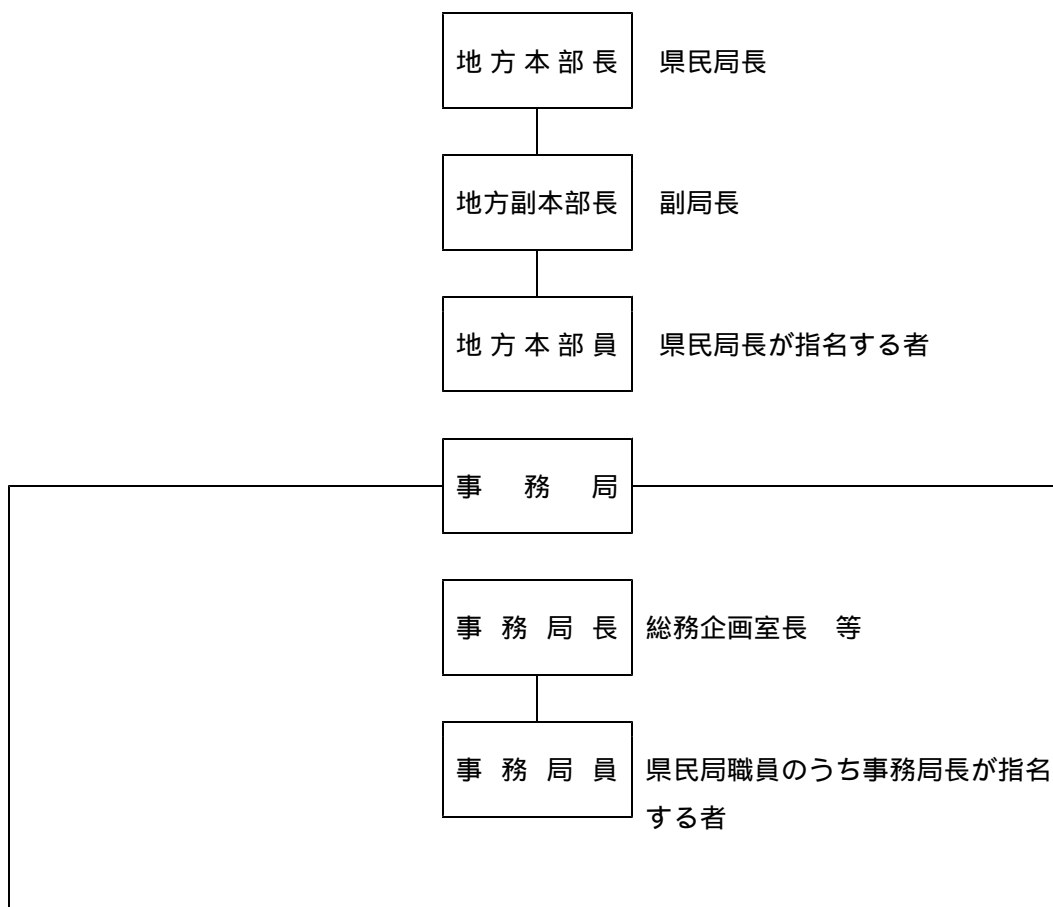 地方本部長 県民局長
地方副本部長 副局長
地方本部員 県民局長が指名する者
事務局
事務局長 総務企画室長　等
事務局員 県民局職員のうち事務局長が指名
する者